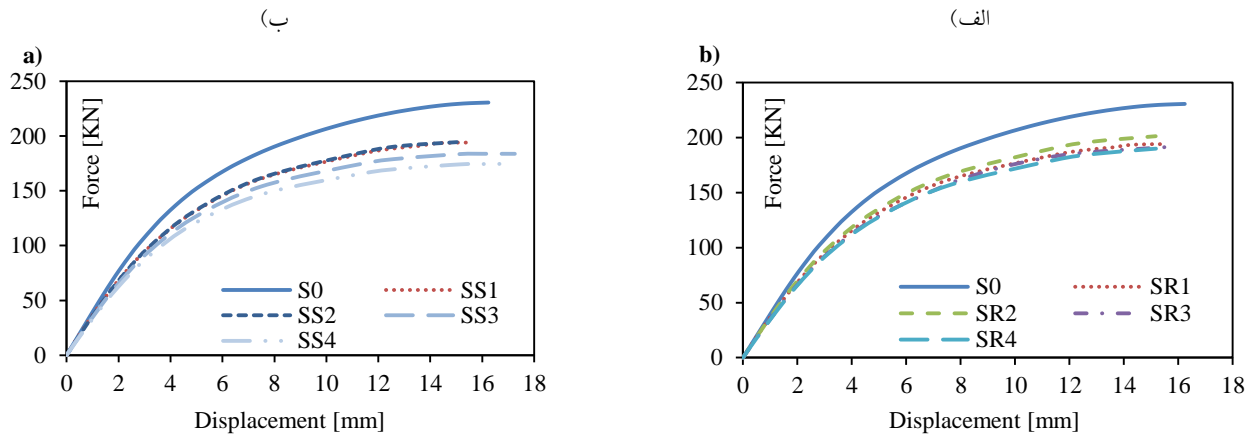 ب)
الف)
a)
250
200
150
100
50
0
Force [KN]
S0
SS1
SS2
SS3
SS4
0 2 4 6 8 10 12 14 16 18
Displacement [mm]
b)
250
200
150
100
50
0
Force [KN]
S0
SR1
SR2
SR3
SR4
0 2 4 6 8 10 12 14 16 18
Displacement [mm]